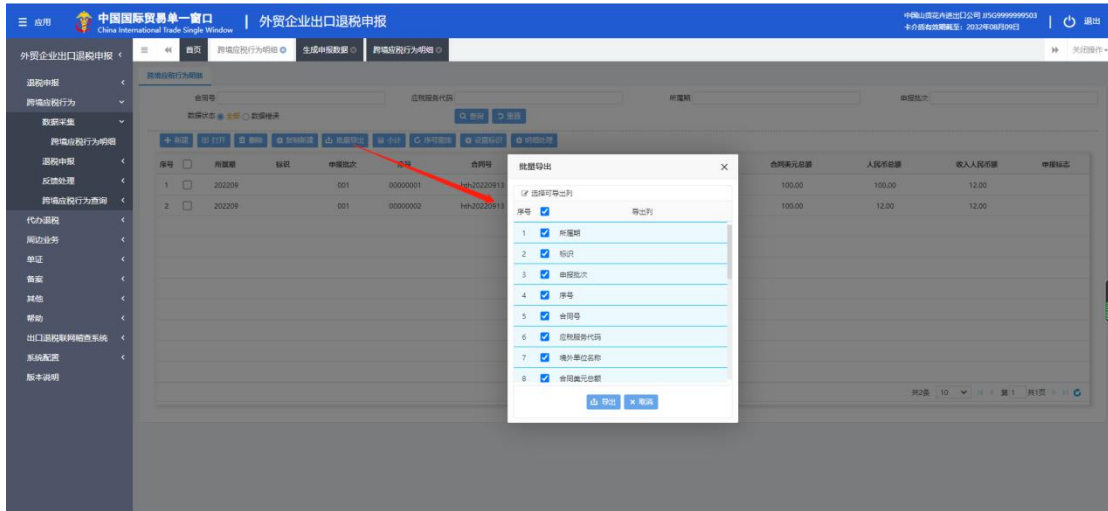 应用 中国国际贸易单一窗口 China International Trade Single Window | 外贸企业出口退税申报
中国山货花卉进出口公司 JJSG9999999503
卡介质有效期截至：2032年08月09日
退出
外贸企业出口退税申报
首页 跨境应税行为明细 生成申报数据 跨境应税行为明细 关闭操作
退税申报
跨境应税行为
数据采集
跨境应税行为明细
退税申报
反馈处理
跨境应税行为查询
代办退税
周边业务
单证
备案
其他
帮助
出口退税联网稽查系统
系统配置
版本说明
跨境应税行为明细
合同号 应税服务代码 所属期 申报批次
数据状态 全部 数据错误 查询 重置
新建 打开 删除 复制新建 批量导出 小计 序号重排 设置标识 明细处理
序号 所属期 标识 申报批次 序号 合同号 合同美元总额 人民币总额 收入人民币额 申报标志
1 202209 001 00000001 hth20220913 100.00 100.00 12.00
2 202209 001 00000002 hth20220913 100.00 12.00 12.00
批量导出 ×
选择可导出列
序号 导出列
1 所属期
2 标识
3 申报批次
4 序号
5 合同号
6 应税服务代码
7 境外单位名称
8 合同美元总额
导出 × 取消
共2条 10 第 1 共1页